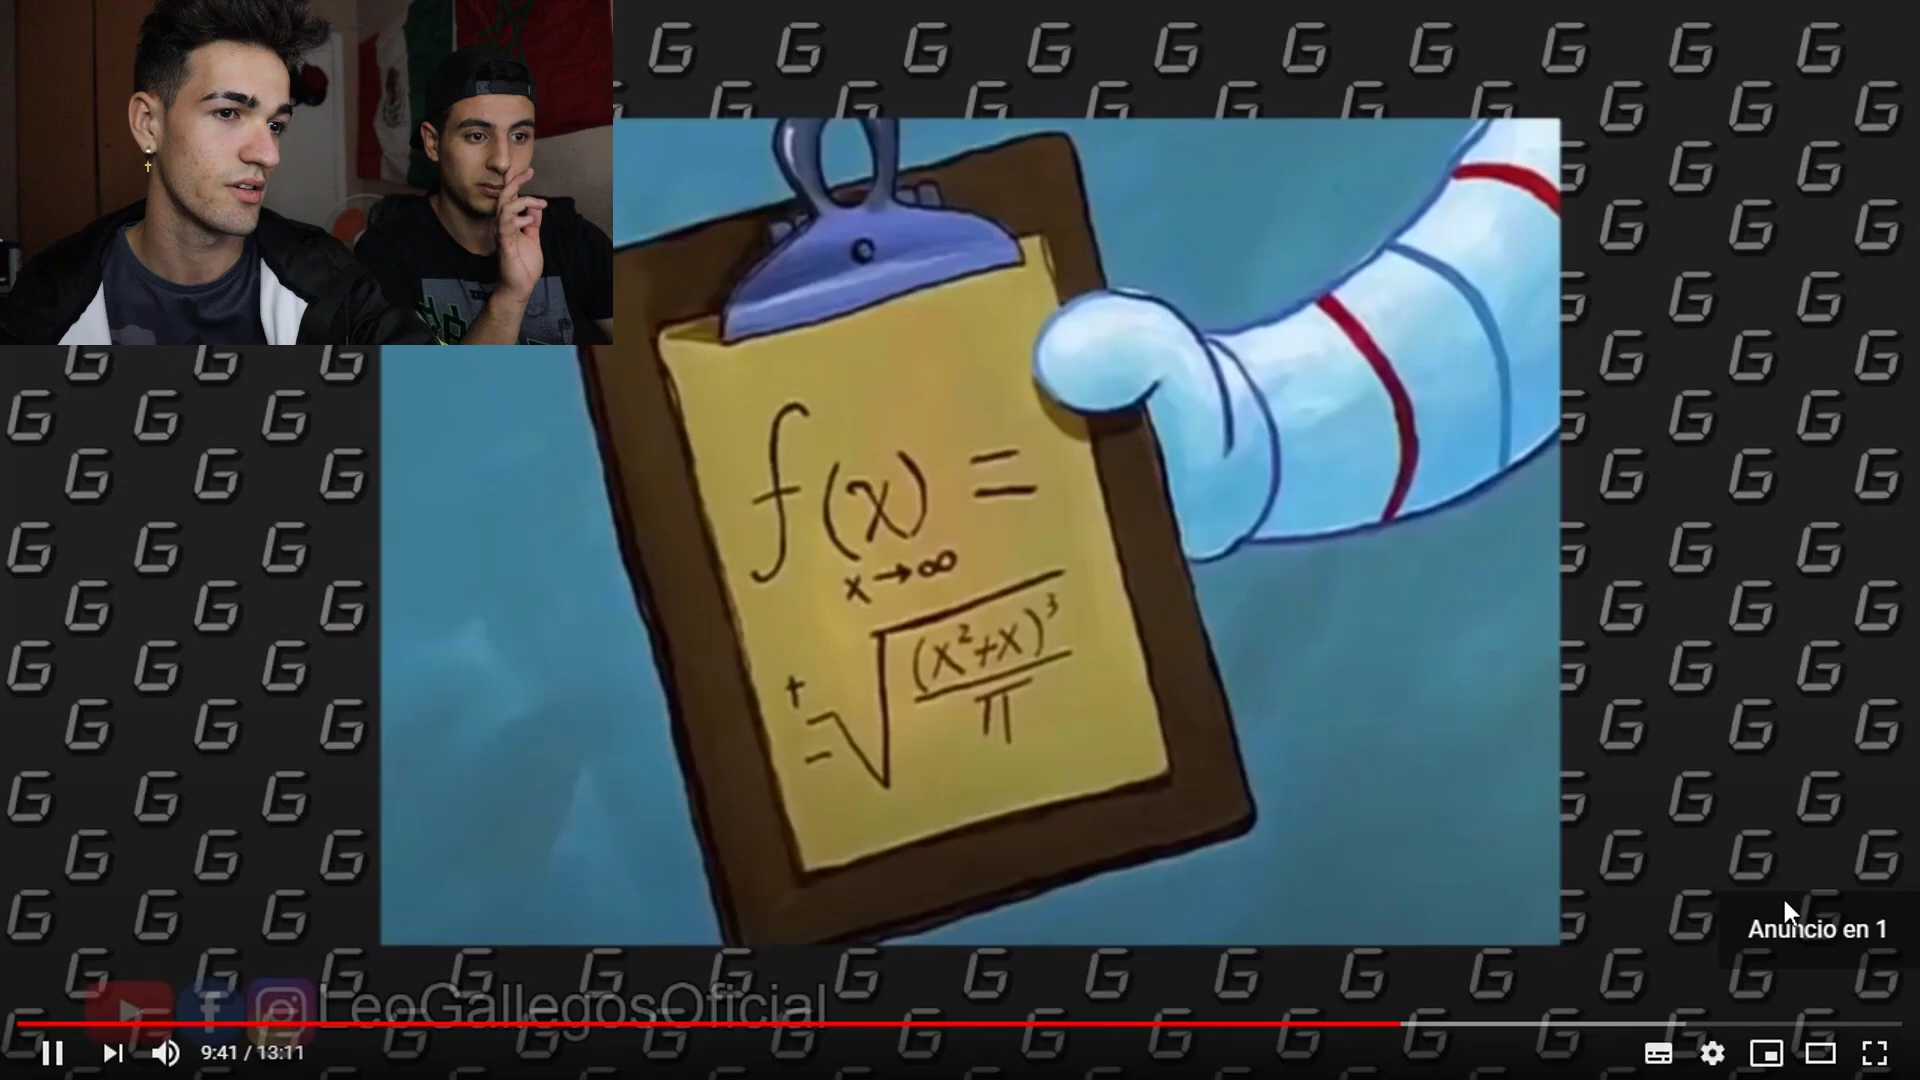 f(x) =
x→∞
±√((x²+x)³/π)
Anuncio en 1
LeoGallegosOficial
9:41 / 13:11